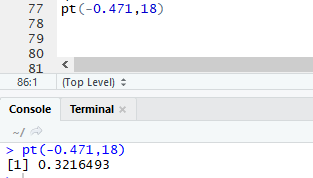 77 pt(-0.471,18)
78
79
80
81
86:1 (Top Level)
Console Terminal ×
~/
> pt(-0.471,18)
[1] 0.3216493
>